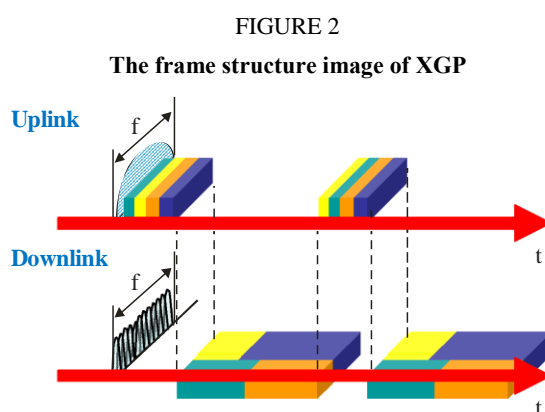 FIGURE 2
The frame structure image of XGP
Uplink
f
t
Downlink
f
t